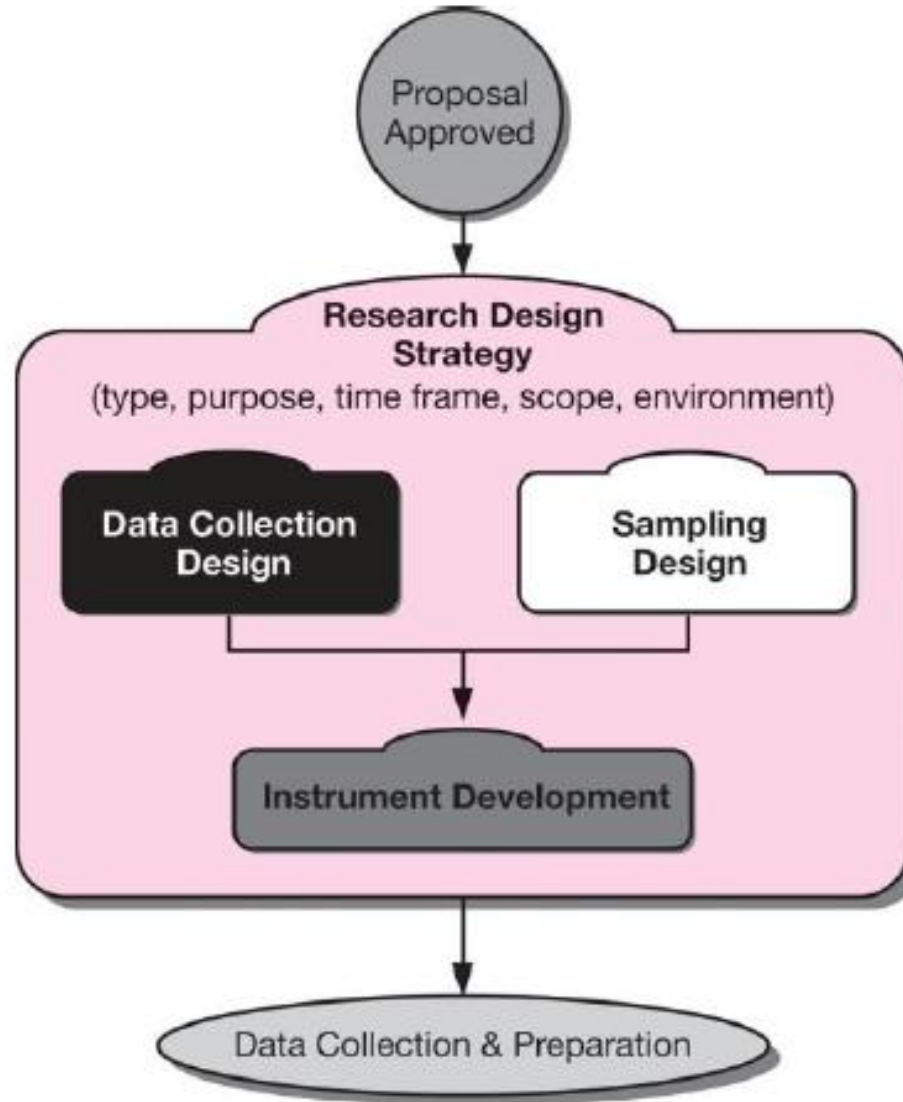 Proposal
Approved
Research Design
Strategy
(type, purpose, time frame, scope, environment)
Data Collection
Design
Sampling
Design
Instrument Development
Data Collection & Preparation